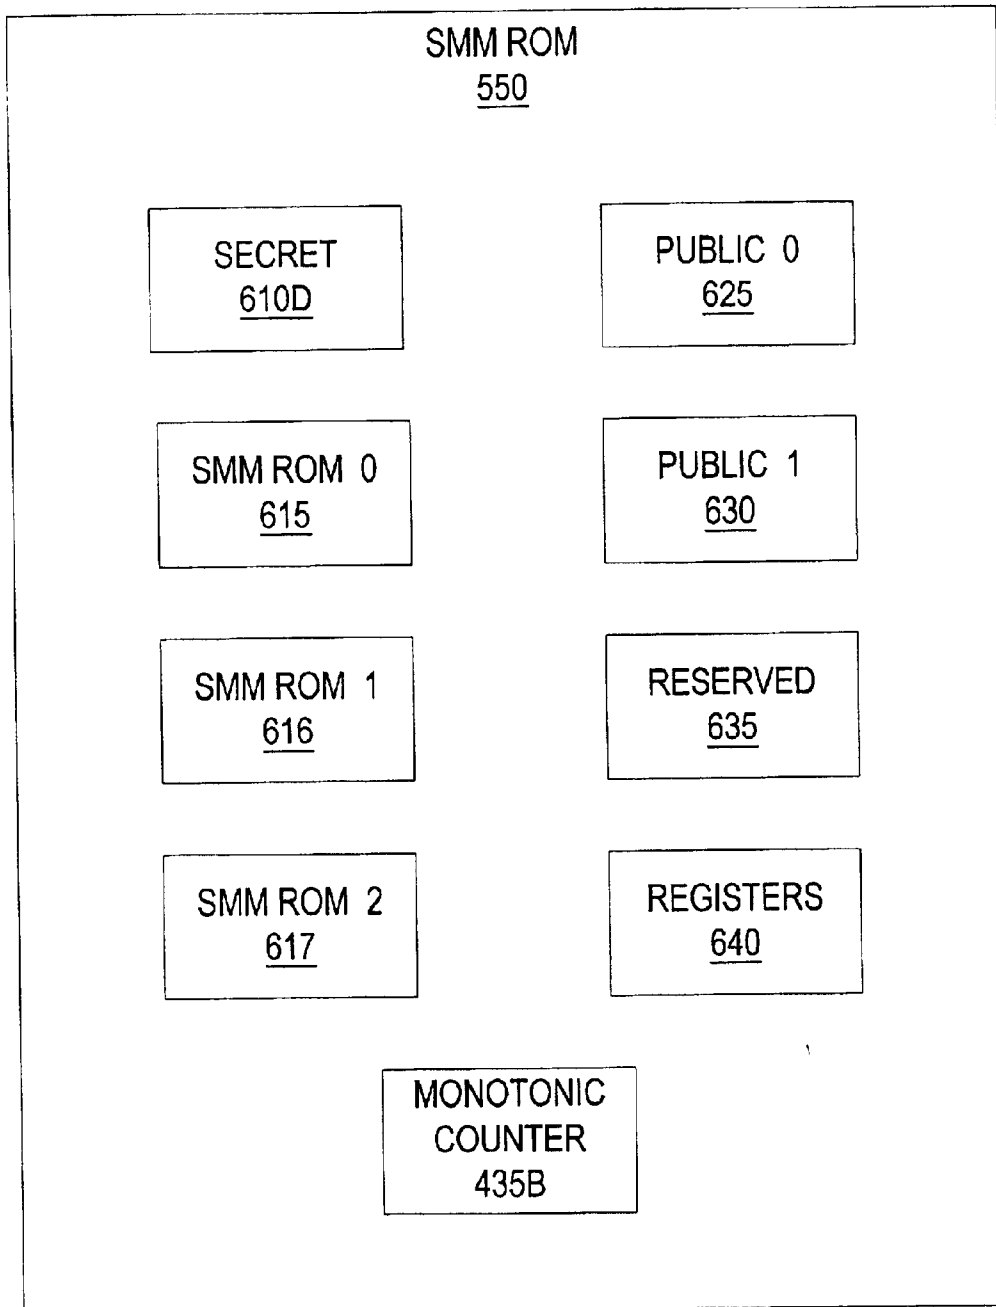 SMM ROM
550
SECRET
610D
PUBLIC 0
625
SMM ROM 0
615
PUBLIC 1
630
SMM ROM 1
616
RESERVED
635
SMM ROM 2
617
REGISTERS
640
MONOTONIC
COUNTER
435B